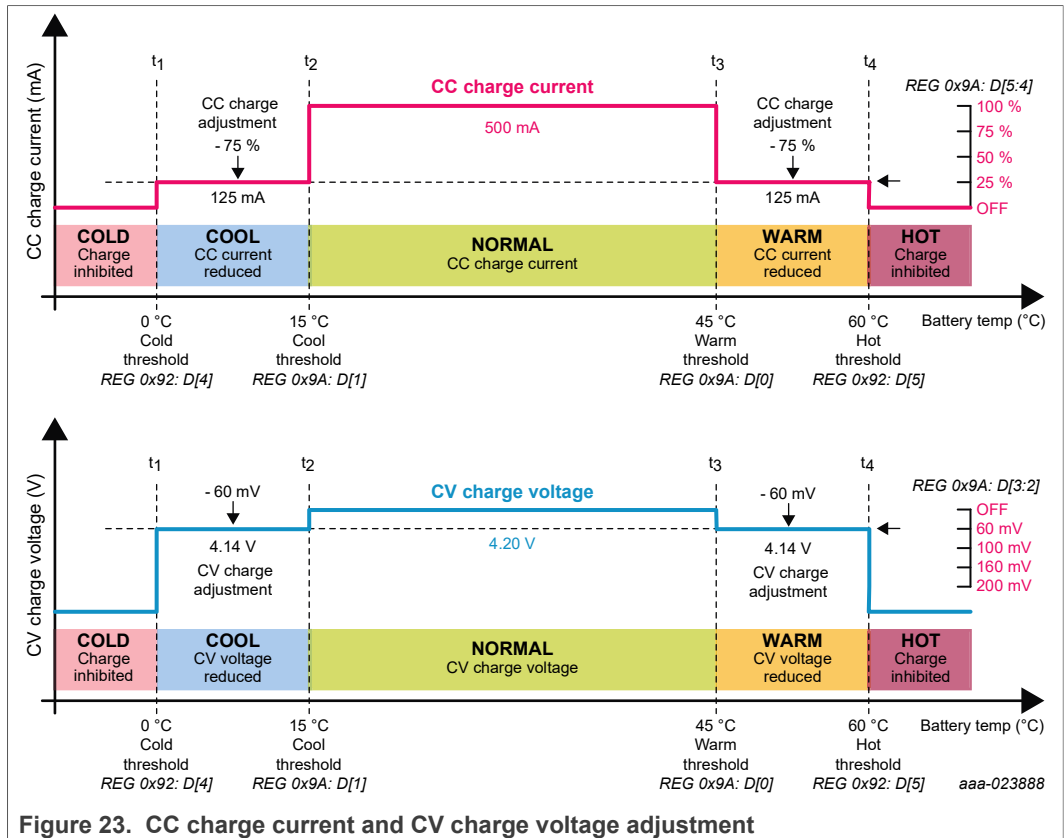 CC charge current (mA)
t1
t2
t3
t4
CC charge current
REG 0x9A: D[5:4]
CC charge
adjustment
- 75 %
500 mA
CC charge
adjustment
- 75 %
100 %
75 %
50 %
25 %
OFF
125 mA
125 mA
COLD
Charge
inhibited
COOL
CC current
reduced
NORMAL
CC charge current
WARM
CC current
reduced
HOT
Charge
inhibited
0 °C
Cold
threshold
REG 0x92: D[4]
15 °C
Cool
threshold
REG 0x9A: D[1]
45 °C
Warm
threshold
REG 0x9A: D[0]
60 °C
Hot
threshold
REG 0x92: D[5]
Battery temp (°C)
CV charge voltage (V)
t1
t2
t3
t4
- 60 mV
CV charge voltage
- 60 mV
REG 0x9A: D[3:2]
OFF
60 mV
100 mV
160 mV
200 mV
4.14 V
CV charge
adjustment
4.20 V
4.14 V
CV charge
adjustment
COLD
Charge
inhibited
COOL
CV voltage
reduced
NORMAL
CV charge voltage
WARM
CV voltage
reduced
HOT
Charge
inhibited
0 °C
Cold
threshold
REG 0x92: D[4]
15 °C
Cool
threshold
REG 0x9A: D[1]
45 °C
Warm
threshold
REG 0x9A: D[0]
60 °C
Hot
threshold
REG 0x92: D[5]
Battery temp (°C)
aaa-023888
Figure 23. CC charge current and CV charge voltage adjustment